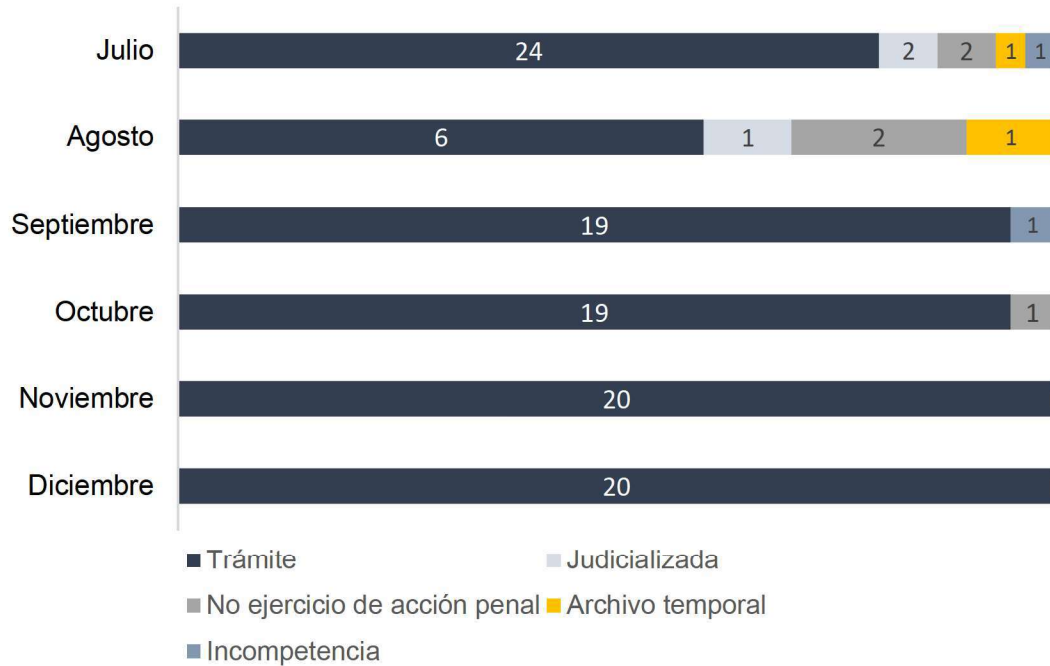 Julio 24 2 2 1 1
Agosto 6 1 2 1
Septiembre 19 1
Octubre 19 1
Noviembre 20
Diciembre 20
Trámite Judicializada
No ejercicio de acción penal Archivo temporal
Incompetencia